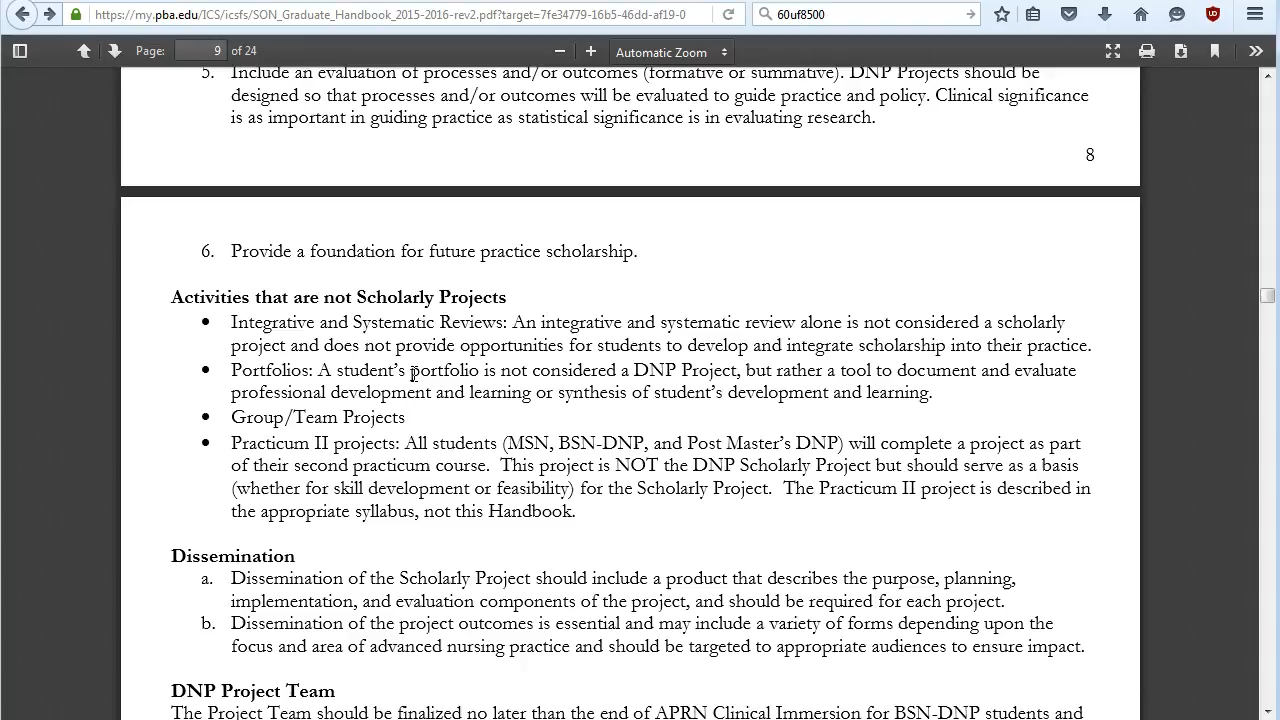 https://my.pba.edu/ICS/icsfs/SON_Graduate_Handbook_2015-2016-rev2.pdf?target=7fe34779-16b5-46dd-af19-0
60uf8500
Page: 9 of 24
Automatic Zoom
5. Include an evaluation of processes and/or outcomes (formative or summative). DNP Projects should be
designed so that processes and/or outcomes will be evaluated to guide practice and policy. Clinical significance
is as important in guiding practice as statistical significance is in evaluating research.
8
6. Provide a foundation for future practice scholarship.
Activities that are not Scholarly Projects
• Integrative and Systematic Reviews: An integrative and systematic review alone is not considered a scholarly
project and does not provide opportunities for students to develop and integrate scholarship into their practice.
• Portfolios: A student’s portfolio is not considered a DNP Project, but rather a tool to document and evaluate
professional development and learning or synthesis of student’s development and learning.
• Group/Team Projects
• Practicum II projects: All students (MSN, BSN-DNP, and Post Master’s DNP) will complete a project as part
of their second practicum course. This project is NOT the DNP Scholarly Project but should serve as a basis
(whether for skill development or feasibility) for the Scholarly Project. The Practicum II project is described in
the appropriate syllabus, not this Handbook.
Dissemination
a. Dissemination of the Scholarly Project should include a product that describes the purpose, planning,
implementation, and evaluation components of the project, and should be required for each project.
b. Dissemination of the project outcomes is essential and may include a variety of forms depending upon the
focus and area of advanced nursing practice and should be targeted to appropriate audiences to ensure impact.
DNP Project Team
The Project Team should be finalized no later than the end of APRN Clinical Immersion for BSN-DNP students and